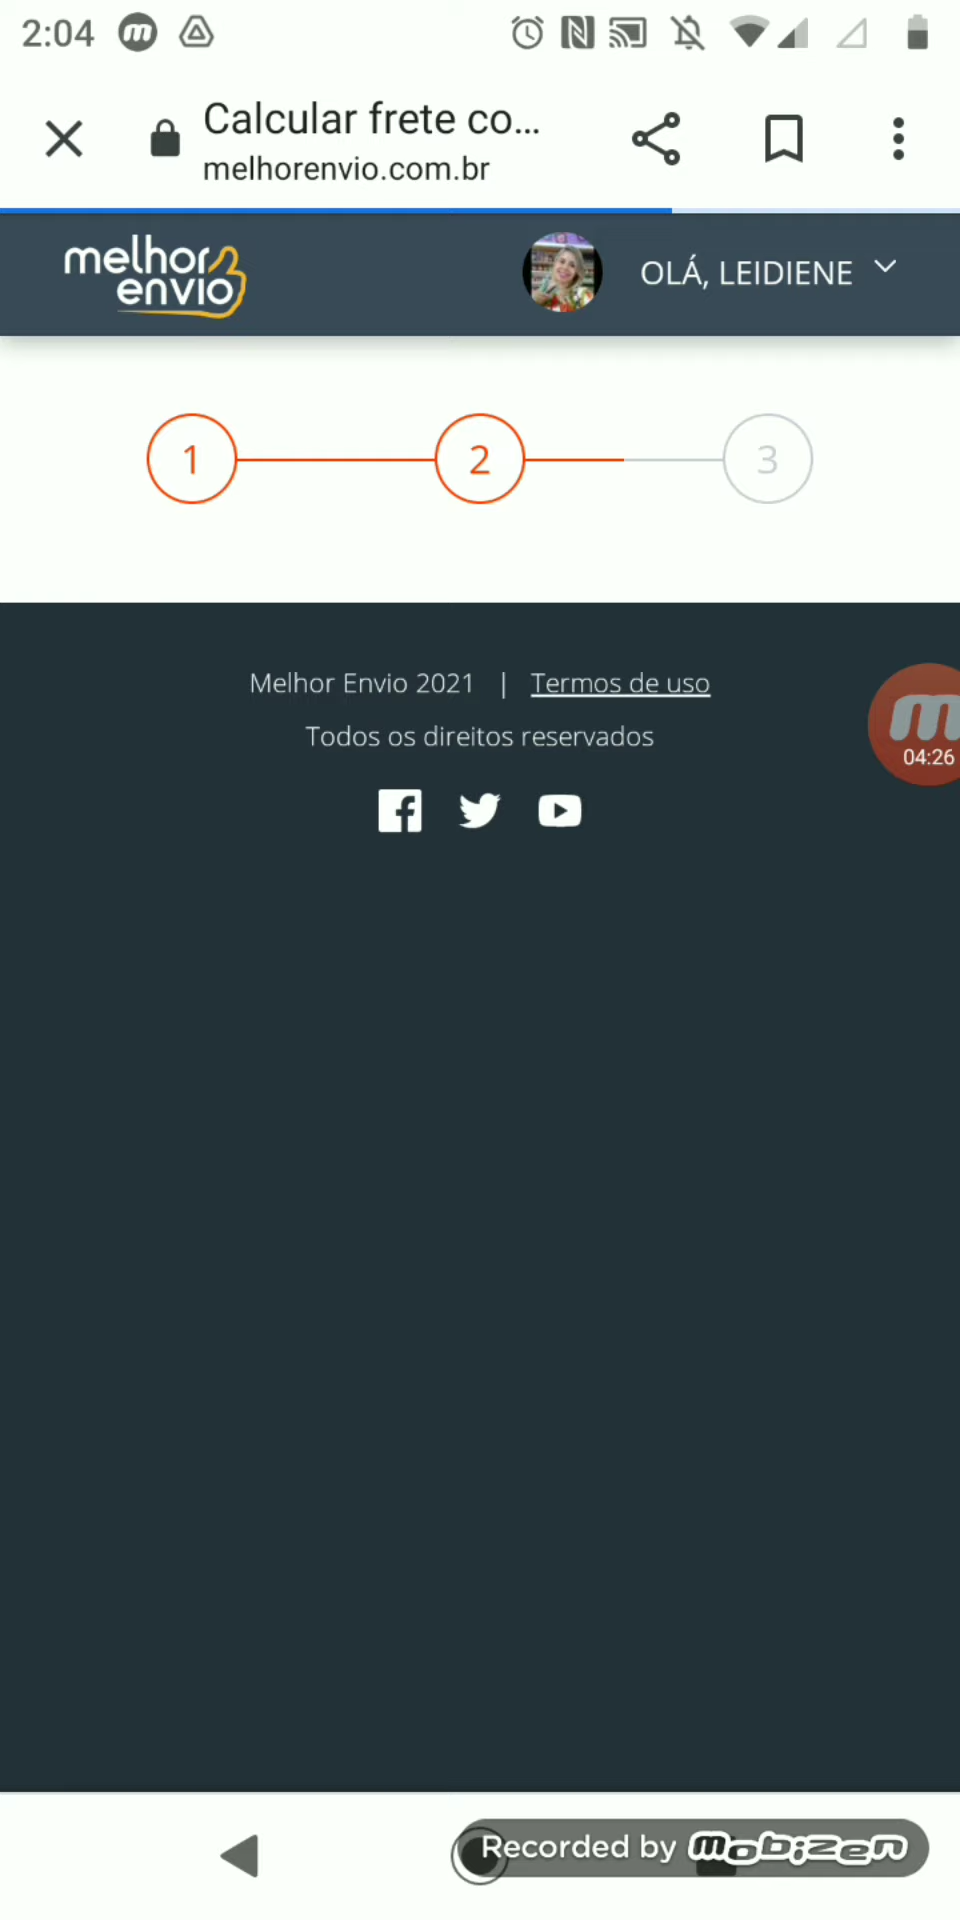 2:04
Calcular frete co...
melhorenvio.com.br
melhor
envio
OLÁ, LEIDIENE
1
2
3
Melhor Envio 2021 | Termos de uso
Todos os direitos reservados
m
04:26
Recorded by mobizen